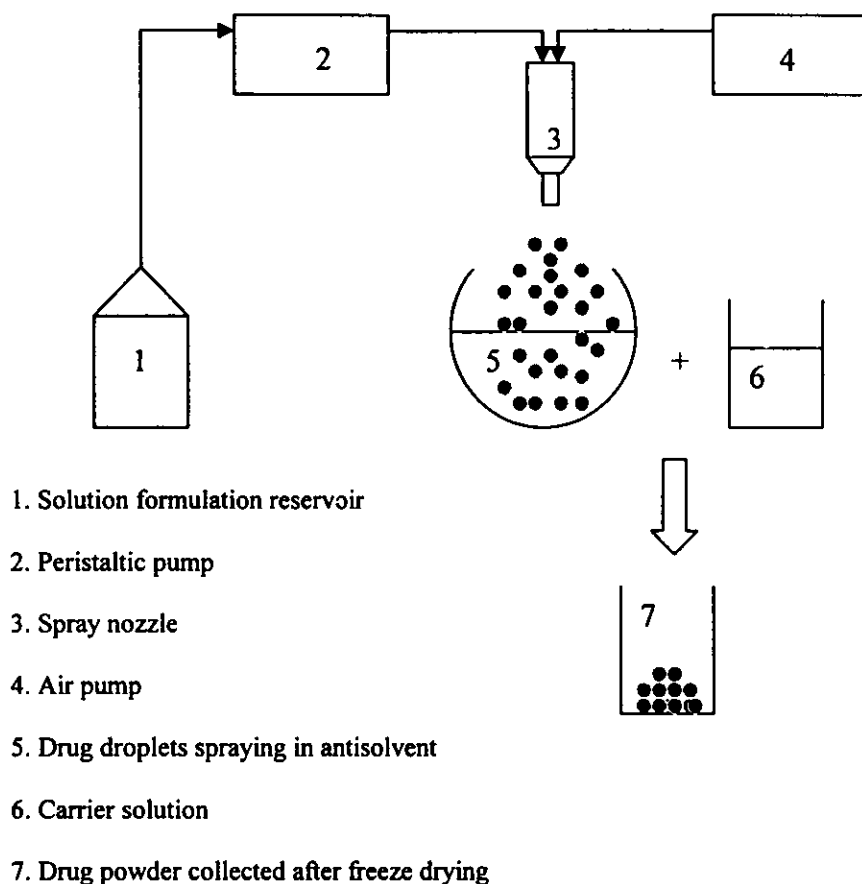 2
4
3
1
5
+
6
7
1. Solution formulation reservoir
2. Peristaltic pump
3. Spray nozzle
4. Air pump
5. Drug droplets spraying in antisolvent
6. Carrier solution
7. Drug powder collected after freeze drying